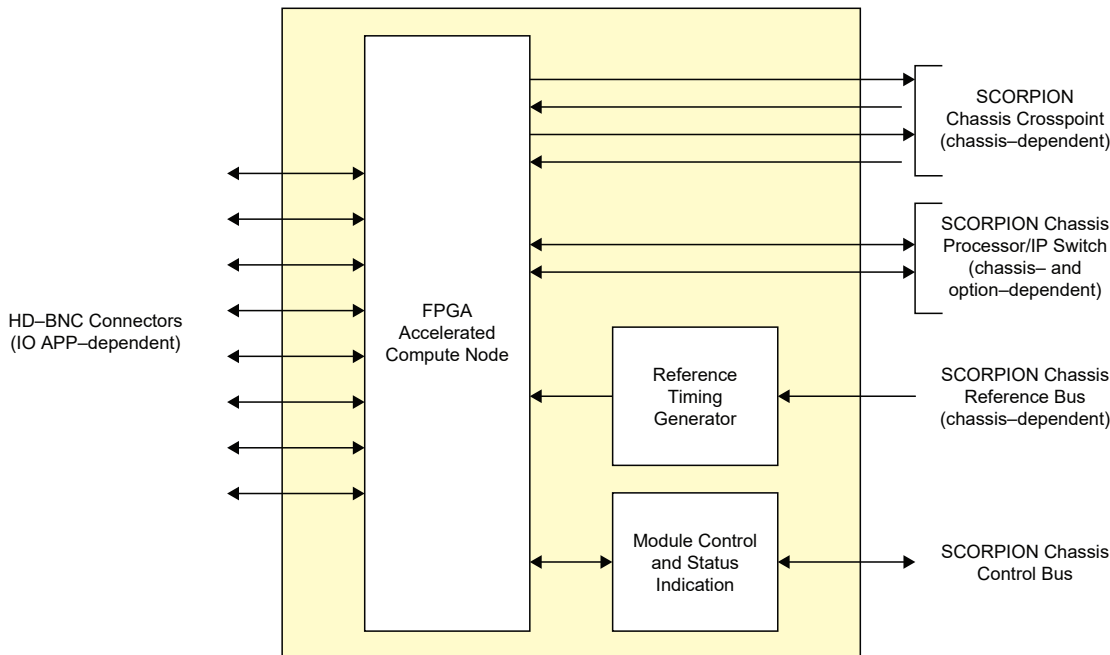 HD–BNC Connectors
(IO APP–dependent)
FPGA
Accelerated
Compute Node
SCORPION
Chassis Crosspoint
(chassis–dependent)
SCORPION Chassis
Processor/IP Switch
(chassis– and
option–dependent)
Reference
Timing
Generator
SCORPION Chassis
Reference Bus
(chassis–dependent)
Module Control
and Status
Indication
SCORPION Chassis
Control Bus